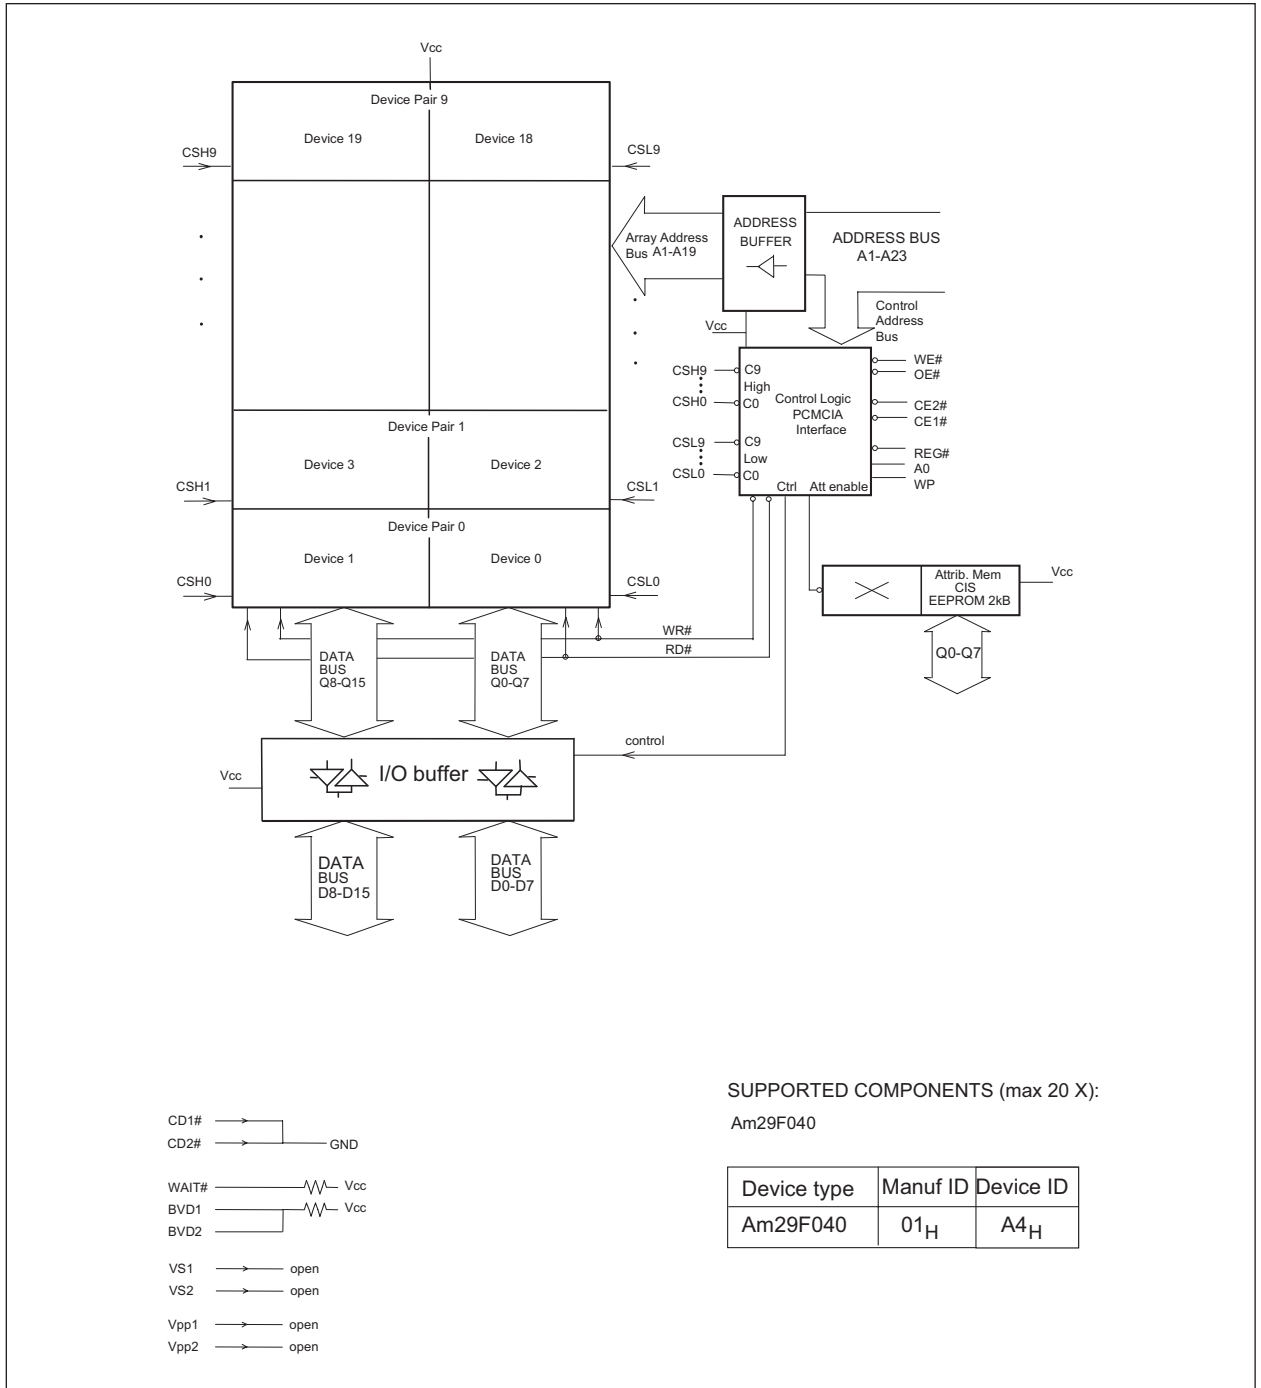 Vcc
Device Pair 9
Device 19
Device 18
CSH9
CSL9
Array Address
Bus A1-A19
ADDRESS
BUFFER
ADDRESS BUS
A1-A23
Control
Address
Bus
Vcc
CSH9
CSH0
CSL9
CSL0
C9
High
C0
C9
Low
C0
Control Logic
PCMCIA
Interface
Ctrl
Att enable
WE#
OE#
CE2#
CE1#
REG#
A0
WP
Device Pair 1
Device 3
Device 2
CSH1
CSL1
Device Pair 0
Device 1
Device 0
CSH0
CSL0
Attrib. Mem
CIS
EEPROM 2kB
Vcc
Q0-Q7
WR#
RD#
DATA
BUS
Q8-Q15
DATA
BUS
Q0-Q7
control
Vcc
I/O buffer
DATA
BUS
D8-D15
DATA
BUS
D0-D7
CD1#
CD2#
GND
WAIT#
Vcc
BVD1
Vcc
BVD2
VS1
open
VS2
open
Vpp1
open
Vpp2
open
SUPPORTED COMPONENTS (max 20 X):
Am29F040
Device type Manuf ID Device ID
Am29F040 01H A4H